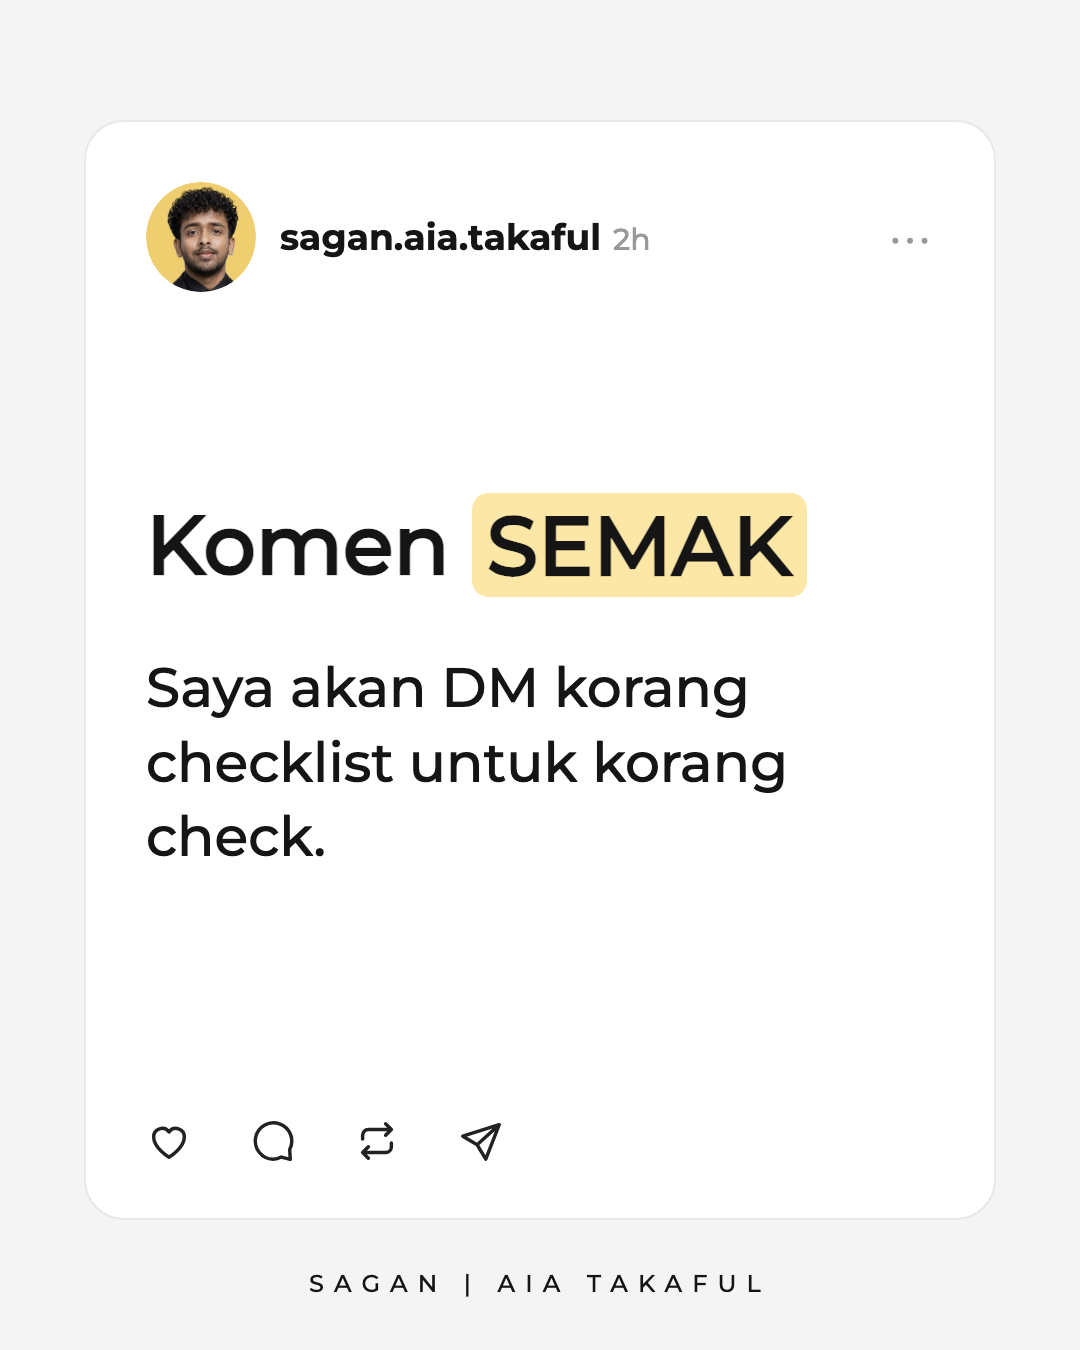 sagan.aia.takaful 2h
Komen SEMAK
Saya akan DM korang
checklist untuk korang
check.
SAGAN | AIA TAKAFUL